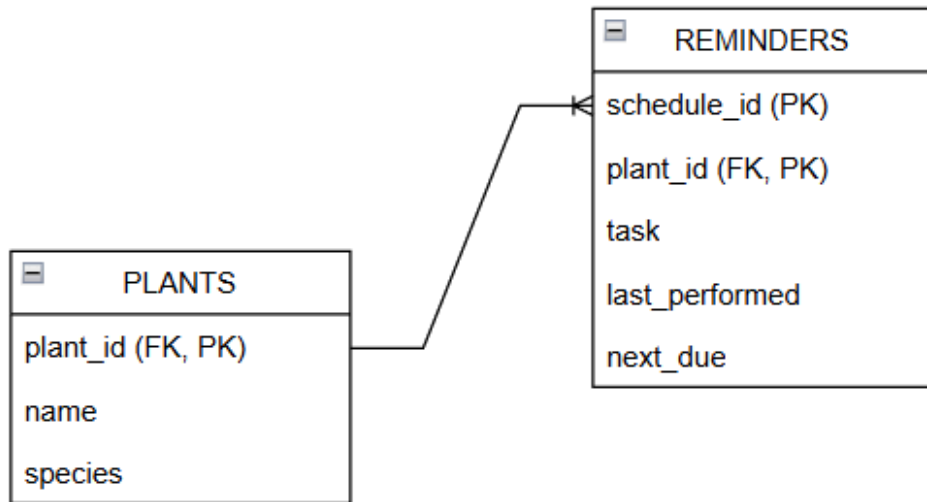 REMINDERS
schedule_id (PK)
plant_id (FK, PK)
task
last_performed
next_due
PLANTS
plant_id (FK, PK)
name
species